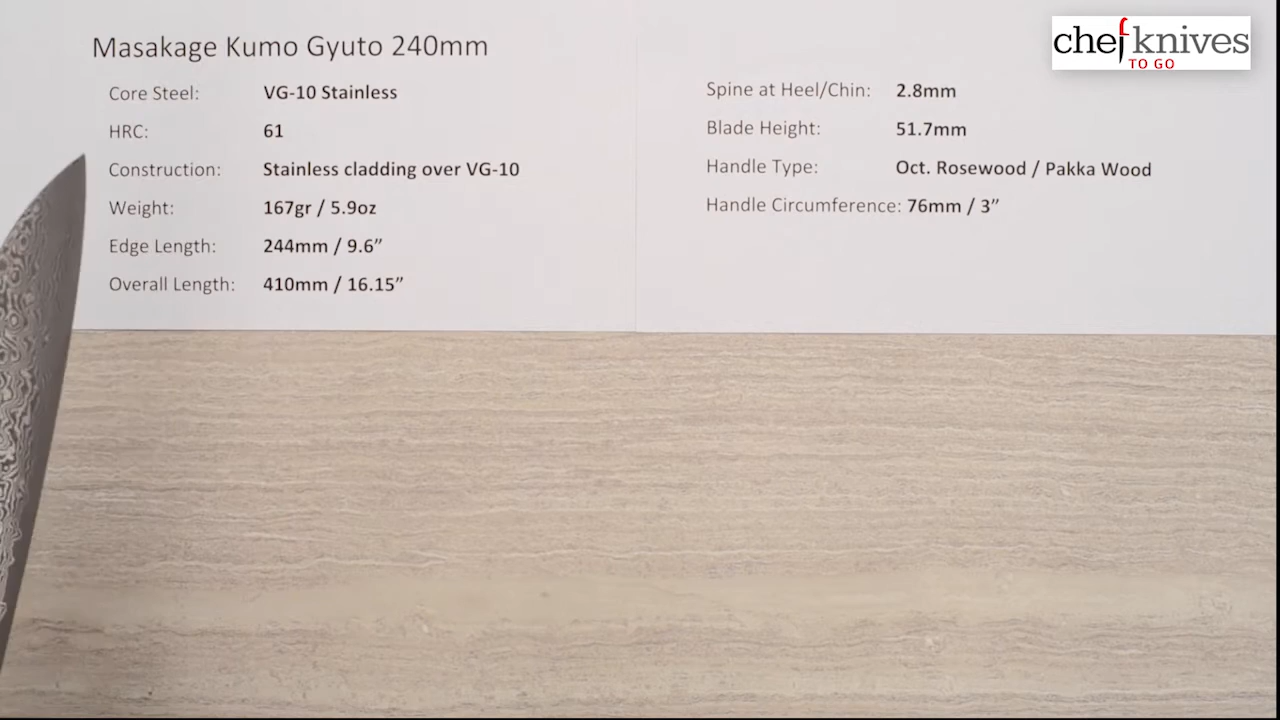 Masakage Kumo Gyuto 240mm
Core Steel: VG-10 Stainless
HRC: 61
Construction: Stainless cladding over VG-10
Weight: 167gr / 5.9oz
Edge Length: 244mm / 9.6”
Overall Length: 410mm / 16.15”
Spine at Heel/Chin: 2.8mm
Blade Height: 51.7mm
Handle Type: Oct. Rosewood / Pakka Wood
Handle Circumference: 76mm / 3”
chefknives
TO GO